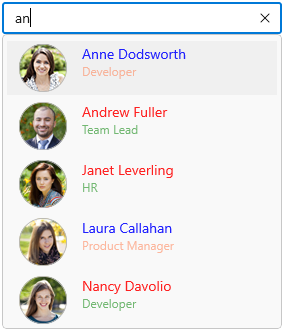 an
Anne Dodsworth
Developer
Andrew Fuller
Team Lead
Janet Leverling
HR
Laura Callahan
Product Manager
Nancy Davolio
Developer